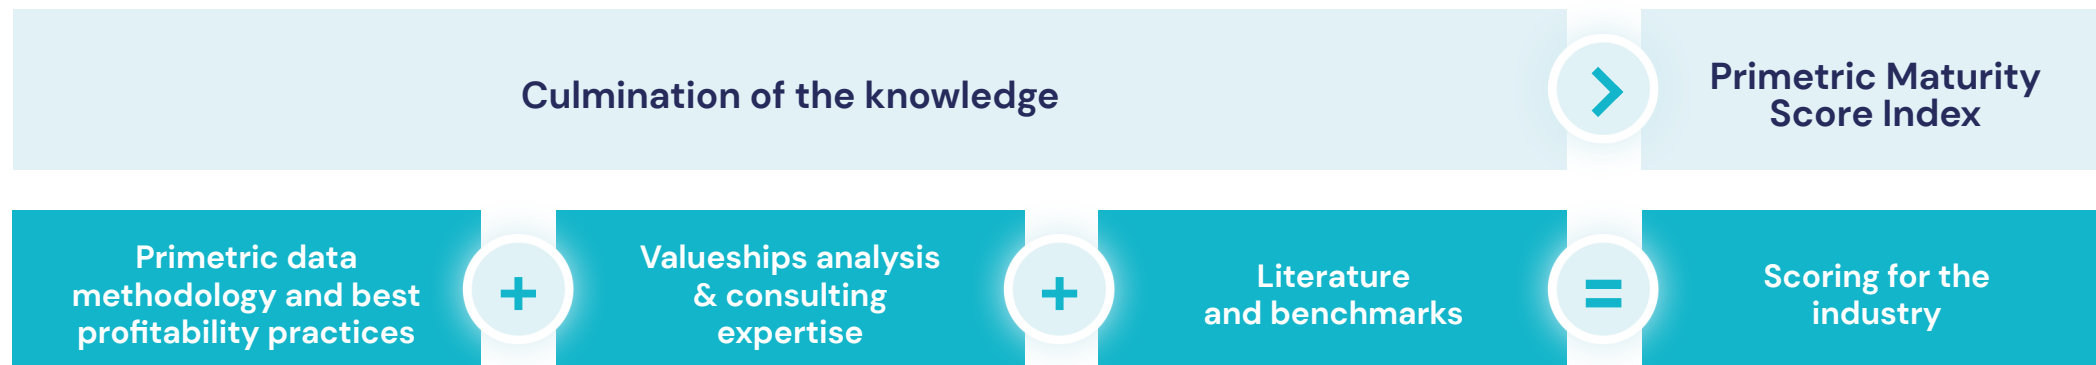 Culmination of the knowledge
>
Primetric Maturity
Score Index
Primetric data
methodology and best
profitability practices
+
Valueships analysis
& consulting
expertise
+
Literature
and benchmarks
=
Scoring for the
industry